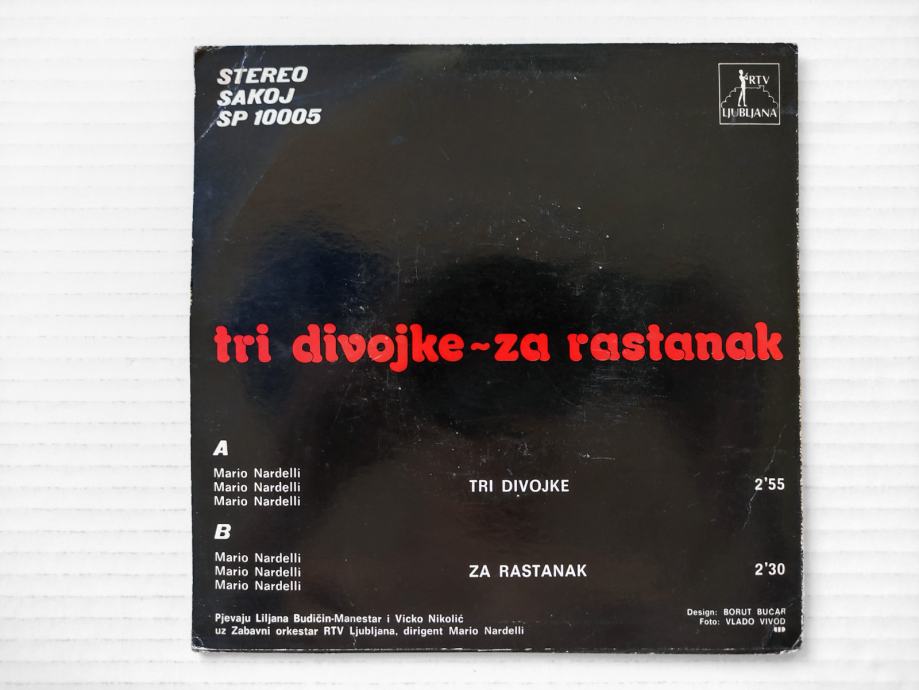 STEREO
SAKOJ
SP 10005
RTV
LJUBLJANA
tri divojke~za rastanak
A
Mario Nardelli
Mario Nardelli TRI DIVOJKE 2'55
Mario Nardelli
B
Mario Nardelli
Mario Nardelli ZA RASTANAK 2'30
Mario Nardelli
Pjevaju Liljana Budičin-Manestar i Vicko Nikolić
uz Zabavni orkestar RTV Ljubljana, dirigent Mario Nardelli
Design: BORUT BUČAR
Foto: VLADO VIVOD